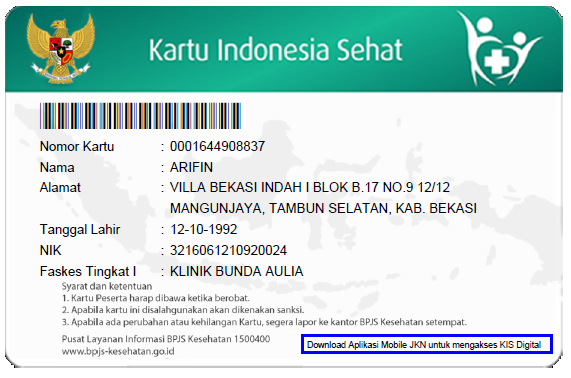 Kartu Indonesia Sehat
Nomor Kartu : 0001644908837
Nama : ARIFIN
Alamat : VILLA BEKASI INDAH I BLOK B.17 NO.9 12/12
MANGUNJAYA, TAMBUN SELATAN, KAB. BEKASI
Tanggal Lahir : 12-10-1992
NIK : 3216061210920024
Faskes Tingkat I : KLINIK BUNDA AULIA
Syarat dan ketentuan
1. Kartu Peserta harap dibawa ketika berobat.
2. Apabila kartu ini disalahgunakan akan dikenakan sanksi.
3. Apabila ada perubahan atau kehilangan Kartu, segera lapor ke kantor BPJS Kesehatan setempat.
Pusat Layanan Informasi BPJS Kesehatan 1500400
www.bpjs-kesehatan.go.id
Download Aplikasi Mobile JKN untuk mengakses KIS Digital